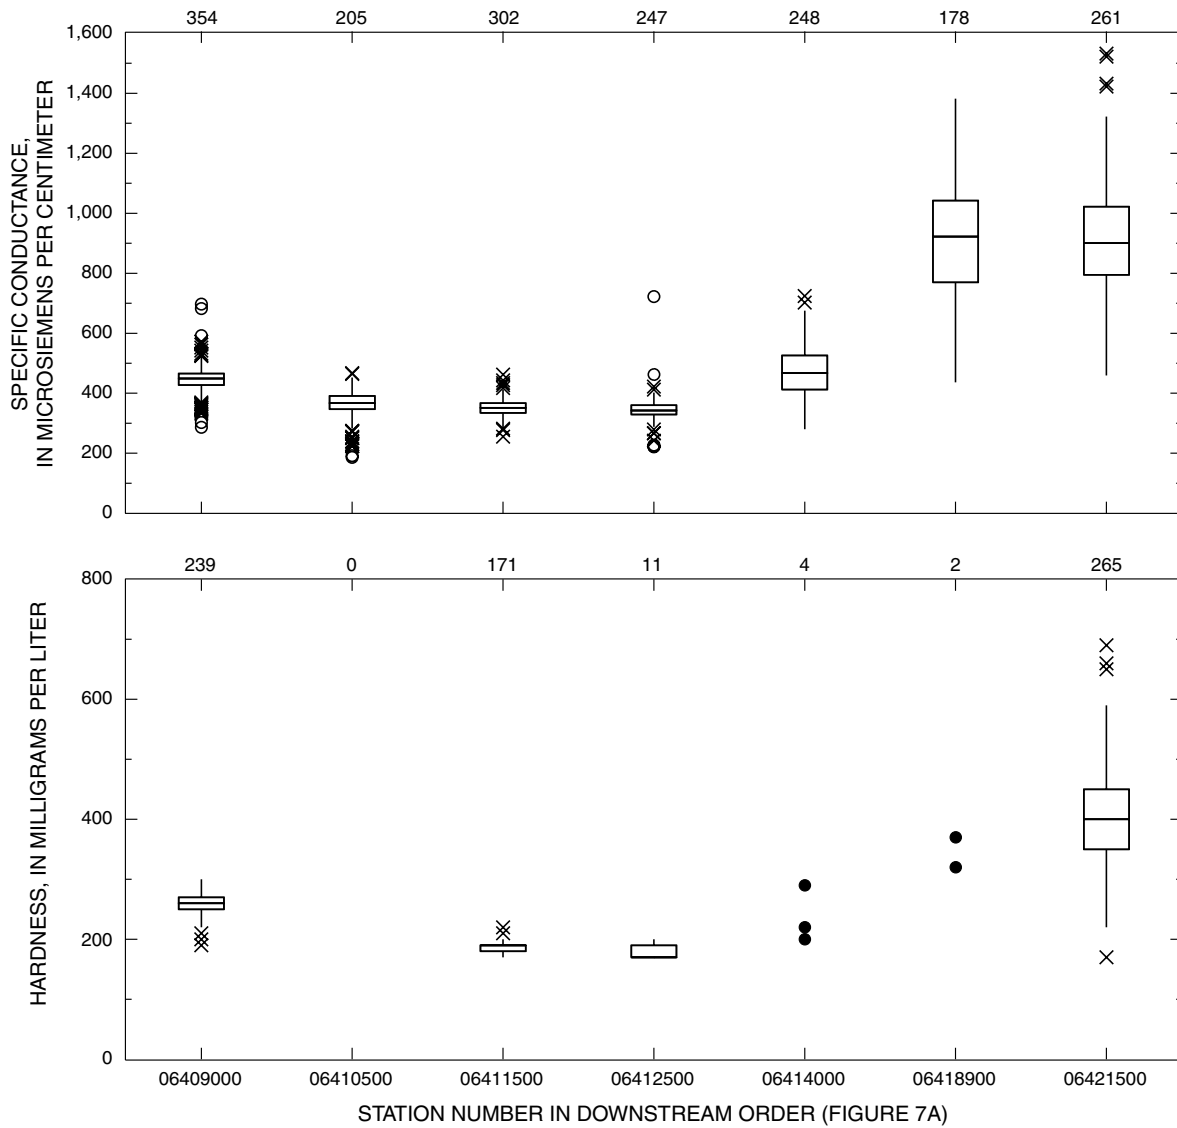 354 205 302 247 248 178 261
1,600
1,400
1,200
1,000
800
600
400
200
0
SPECIFIC CONDUCTANCE,
IN MICROSIEMENS PER CENTIMETER
239 0 171 11 4 2 265
800
600
400
200
0
HARDNESS, IN MILLIGRAMS PER LITER
06409000 06410500 06411500 06412500 06414000 06418900 06421500
STATION NUMBER IN DOWNSTREAM ORDER (FIGURE 7A)